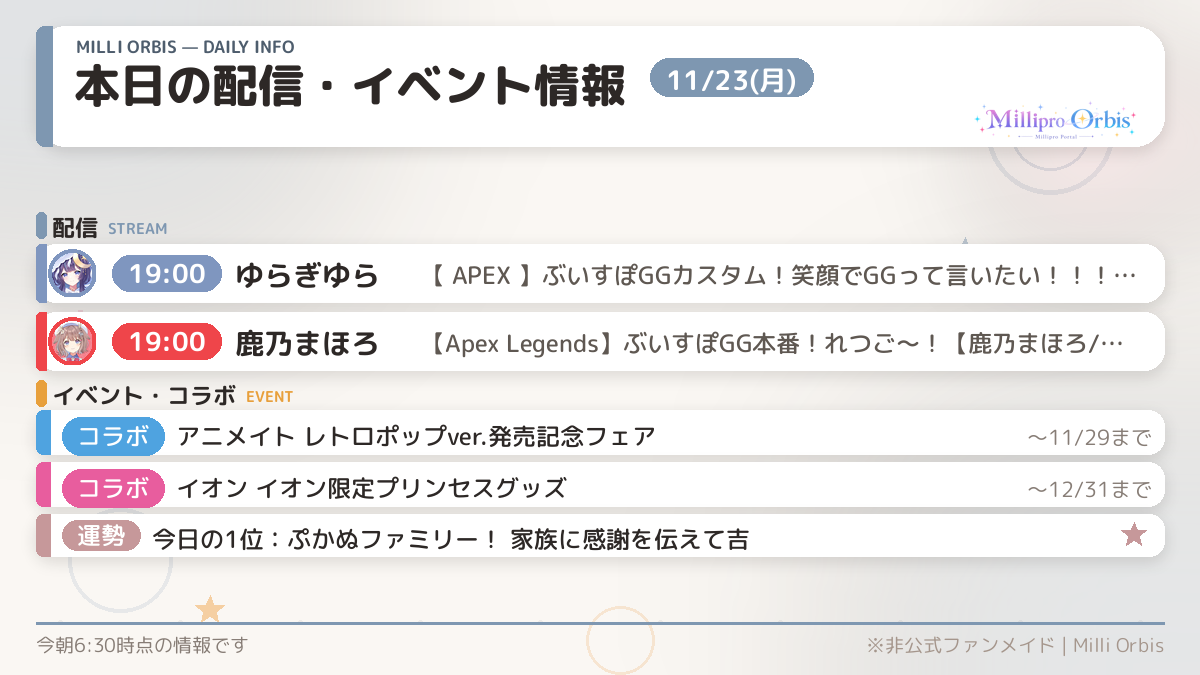 MILLI ORBIS — DAILY INFO
本日の配信・イベント情報 11/23(月)
Millipro Orbis
Millipro Portal
配信 STREAM
19:00 ゆらぎゆら 【 APEX 】ぶいすぽGGカスタム！笑顔でGGって言いたい！！！…
19:00 鹿乃まほろ 【Apex Legends】ぶいすぽGG本番！れつご〜！【鹿乃まほろ/…
イベント・コラボ EVENT
コラボ アニメイト レトロポップver.発売記念フェア 〜11/29まで
コラボ イオン イオン限定プリンセスグッズ 〜12/31まで
運勢 今日の1位：ぷかぬファミリー！ 家族に感謝を伝えて吉
今朝6:30時点の情報です
※非公式ファンメイド | Milli Orbis